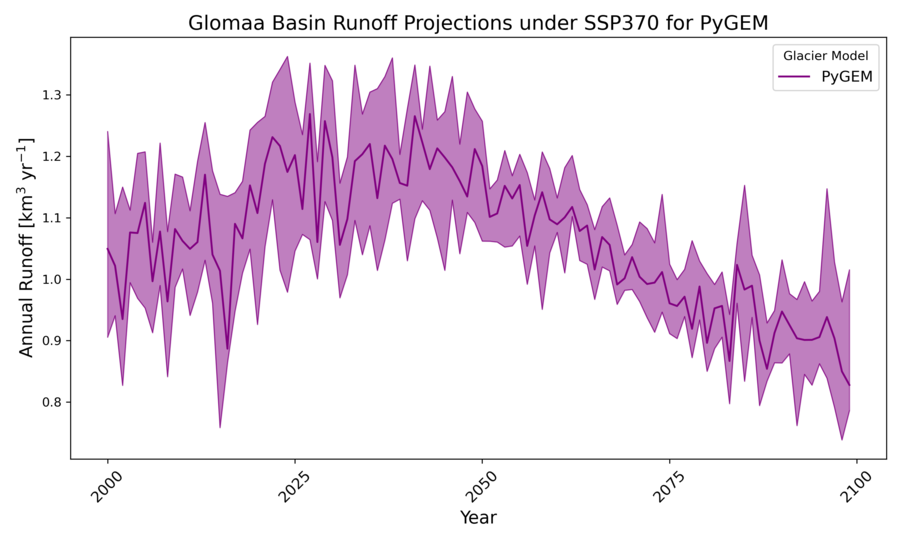 Glomaa Basin Runoff Projections under SSP370 for PyGEM
Glacier Model
PyGEM
Annual Runoff [km³ yr⁻¹]
1.3
1.2
1.1
1.0
0.9
0.8
2000
2025
2050
2075
2100
Year